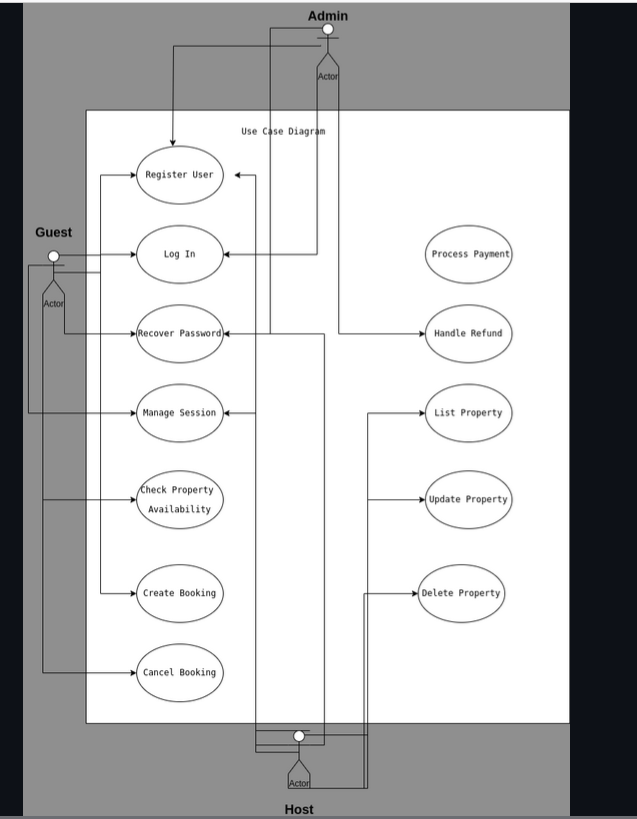 Admin
Actor
Use Case Diagram
Register User
Guest
Actor
Log In
Process Payment
Recover Password
Handle Refund
Manage Session
List Property
Check Property
Availability
Update Property
Create Booking
Delete Property
Cancel Booking
Actor
Host